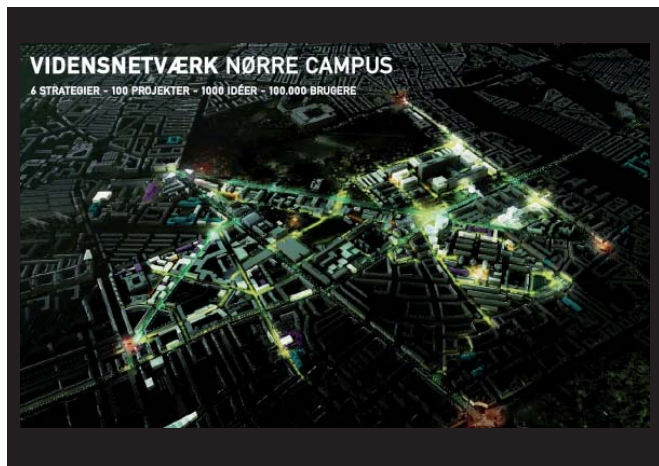 VIDENSNETVÆRK NØRRE CAMPUS
6 STRATEGIER - 100 PROJEKTER - 1000 IDÉER - 100.000 BRUGERE